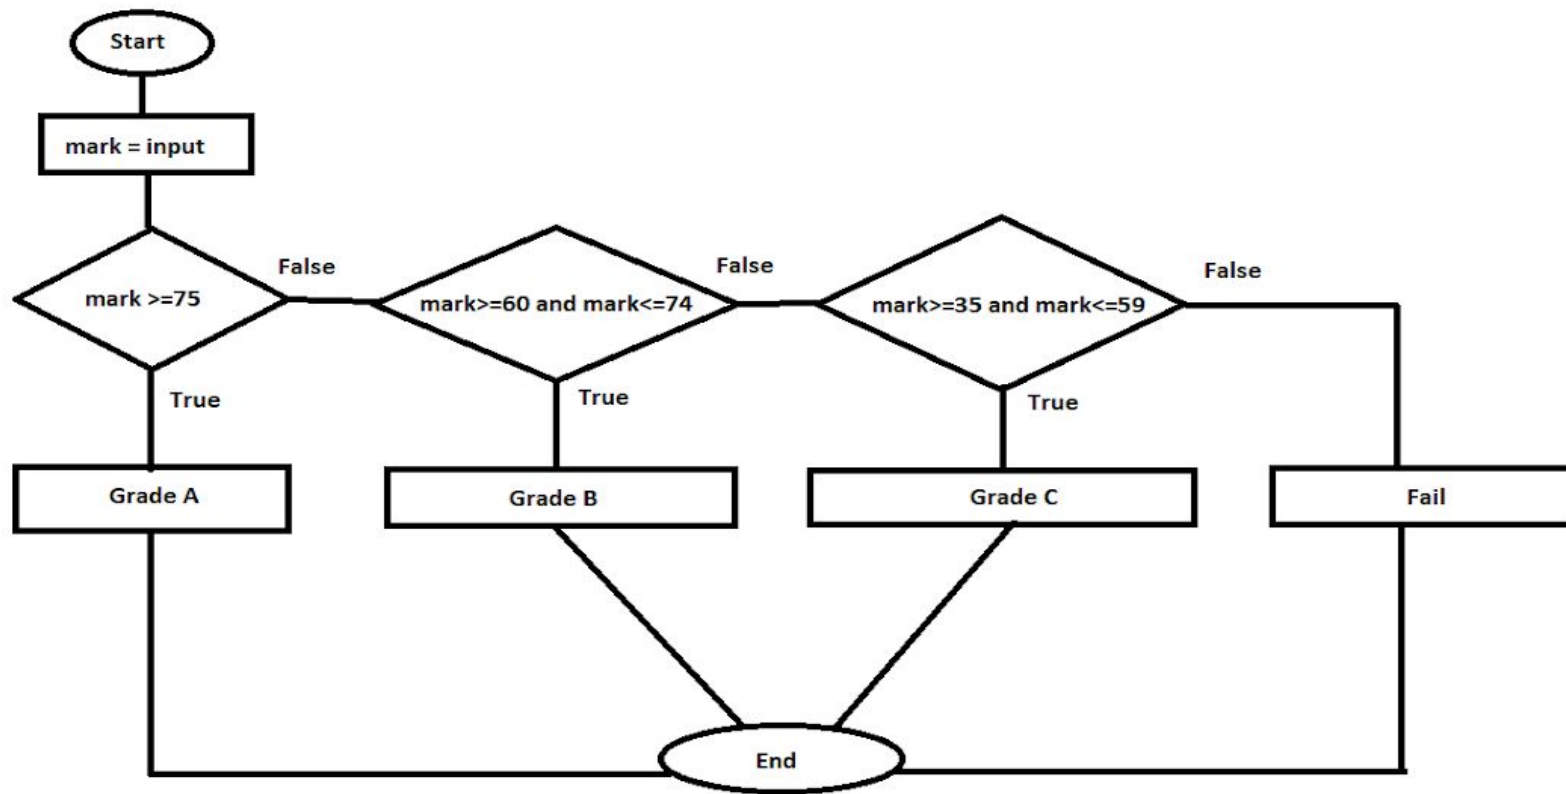 Start
mark = input
mark >=75
False
mark>=60 and mark<=74
False
mark>=35 and mark<=59
False
True
True
True
Grade A
Grade B
Grade C
Fail
End